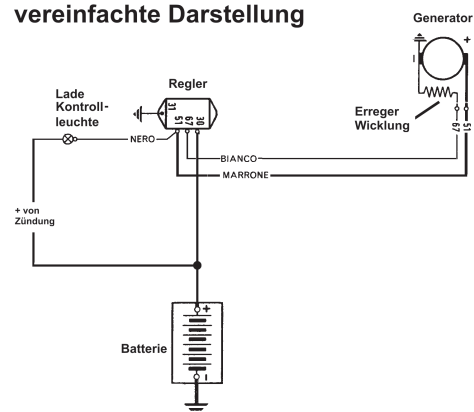 vereinfachte Darstellung
Generator
+
–
Regler
31
51
67
30
Lade
Kontroll-
leuchte
Erreger
Wicklung
67
51
NERO
BIANCO
MARRONE
+ von
Zündung
+
Batterie
–